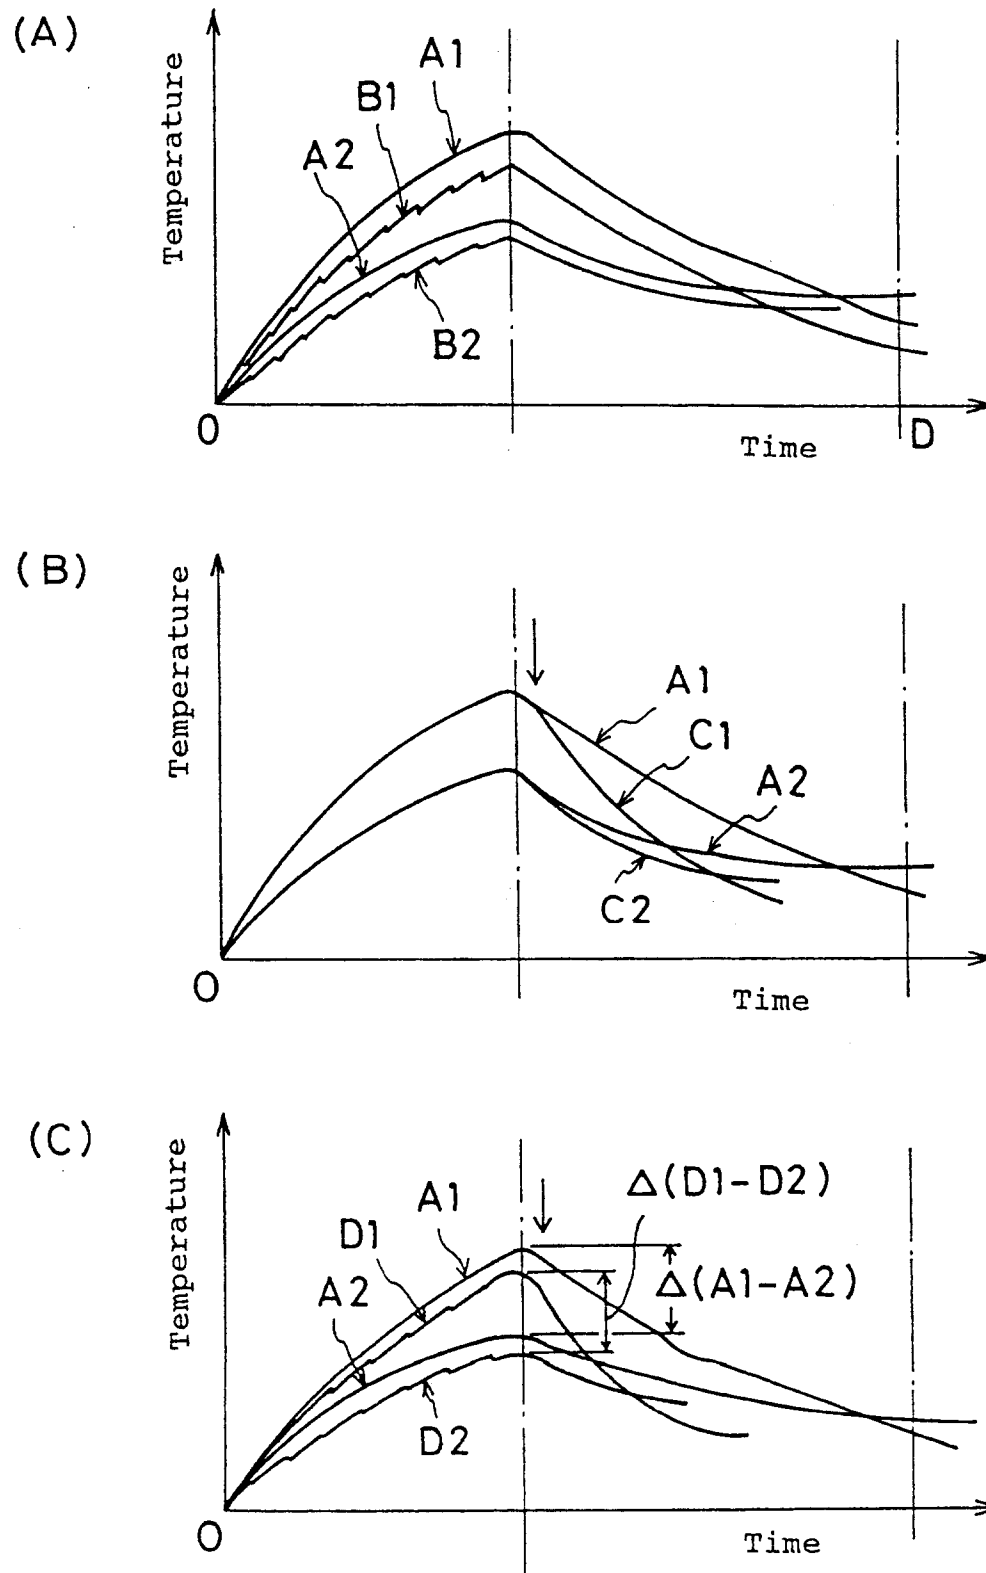 (A)
Temperature
A1
B1
A2
B2
O
Time
D
(B)
Temperature
A1
C1
A2
C2
O
Time
(C)
Temperature
A1
D1
A2
D2
Δ(D1-D2)
Δ(A1-A2)
O
Time